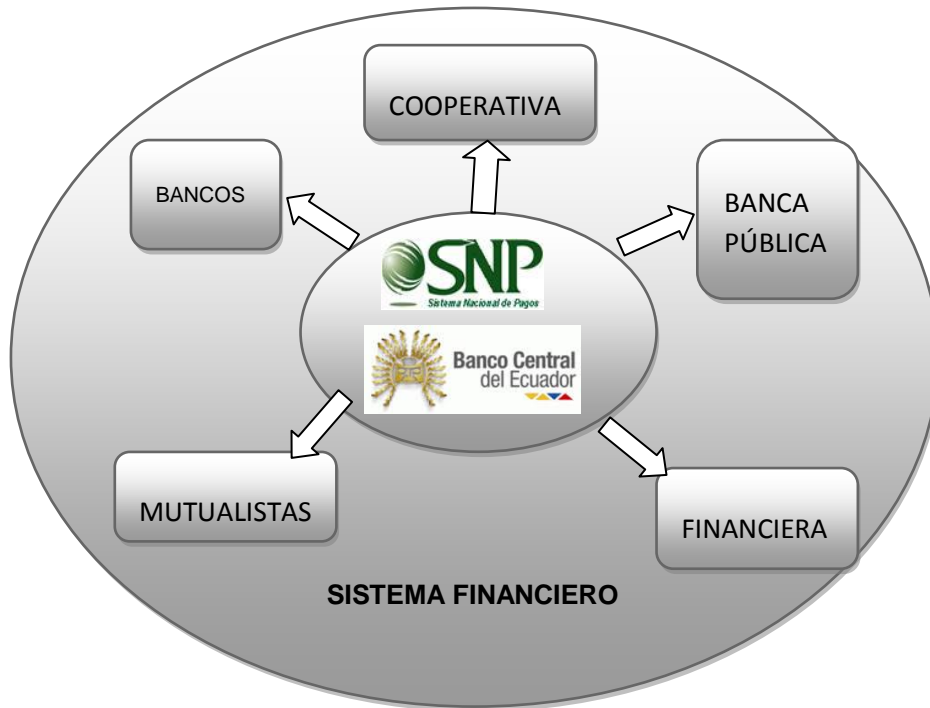 COOPERATIVA
BANCOS
BANCA
PÚBLICA
SNP
Sistema Nacional de Pagos
Banco Central
del Ecuador
MUTUALISTAS
FINANCIERA
SISTEMA FINANCIERO